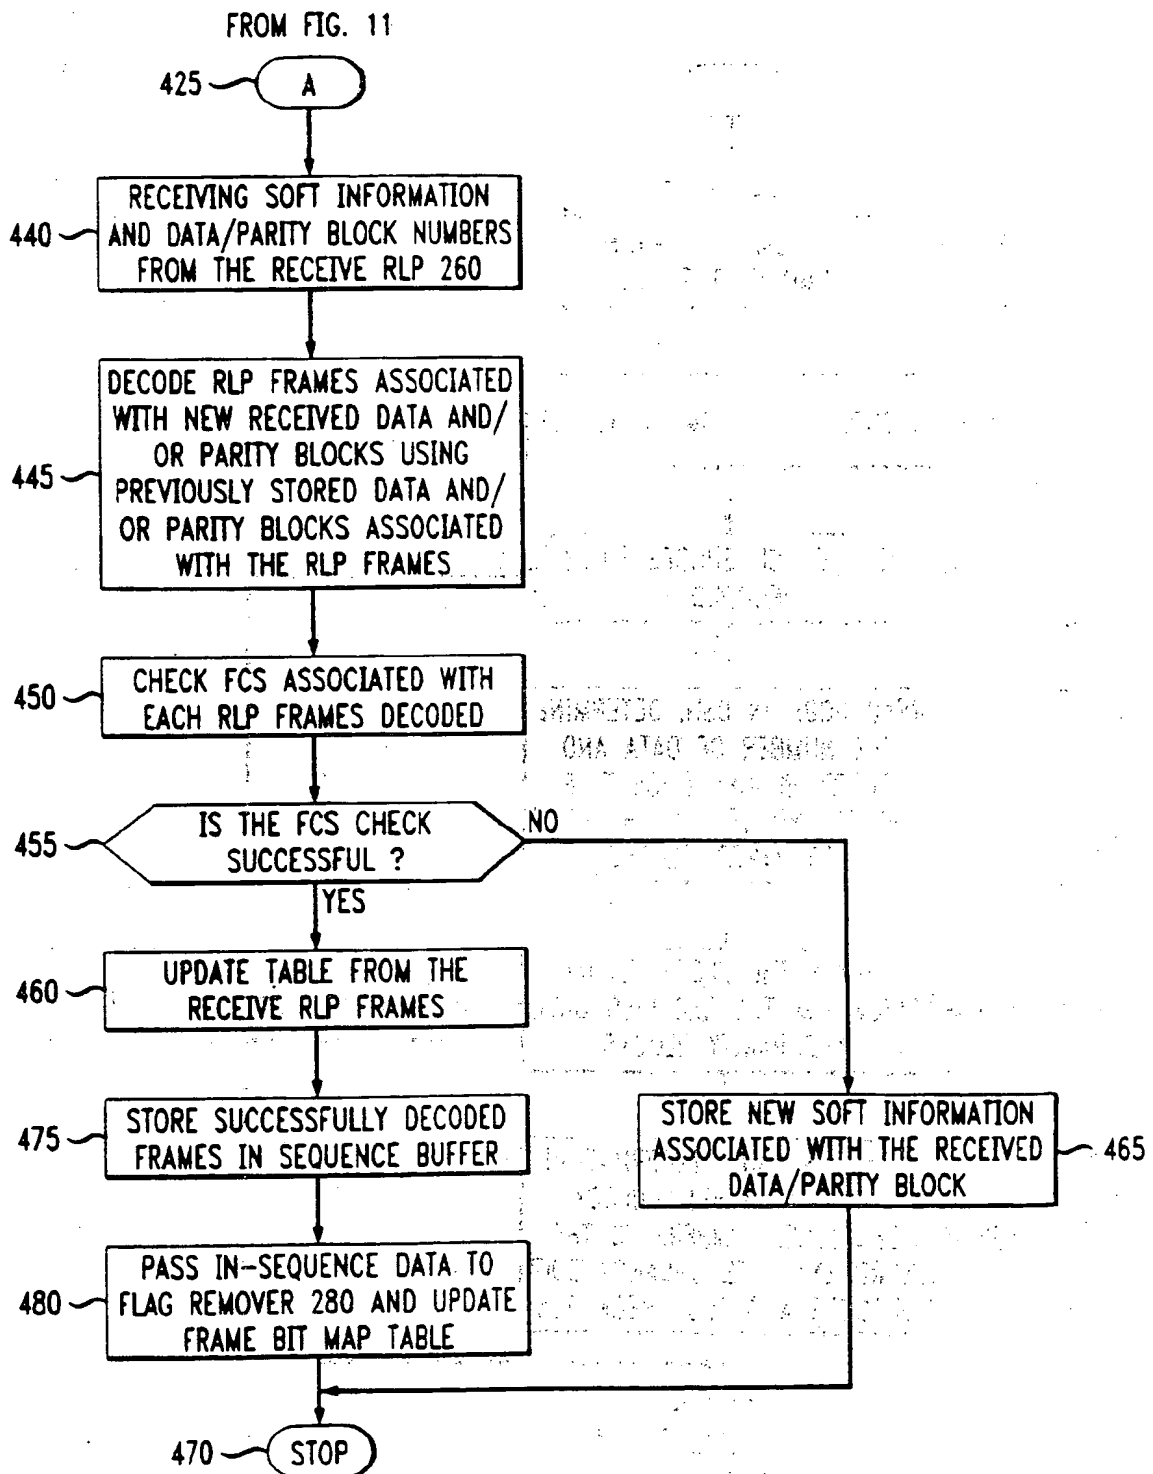 FROM FIG. 11
425
A
440
RECEIVING SOFT INFORMATION
AND DATA/PARITY BLOCK NUMBERS
FROM THE RECEIVE RLP 260
445
DECODE RLP FRAMES ASSOCIATED
WITH NEW RECEIVED DATA AND/
OR PARITY BLOCKS USING
PREVIOUSLY STORED DATA AND/
OR PARITY BLOCKS ASSOCIATED
WITH THE RLP FRAMES
450
CHECK FCS ASSOCIATED WITH
EACH RLP FRAMES DECODED
455
IS THE FCS CHECK
SUCCESSFUL ?
NO
YES
460
UPDATE TABLE FROM THE
RECEIVE RLP FRAMES
475
STORE SUCCESSFULLY DECODED
FRAMES IN SEQUENCE BUFFER
STORE NEW SOFT INFORMATION
ASSOCIATED WITH THE RECEIVED
DATA/PARITY BLOCK
465
480
PASS IN-SEQUENCE DATA TO
FLAG REMOVER 280 AND UPDATE
FRAME BIT MAP TABLE
470
STOP